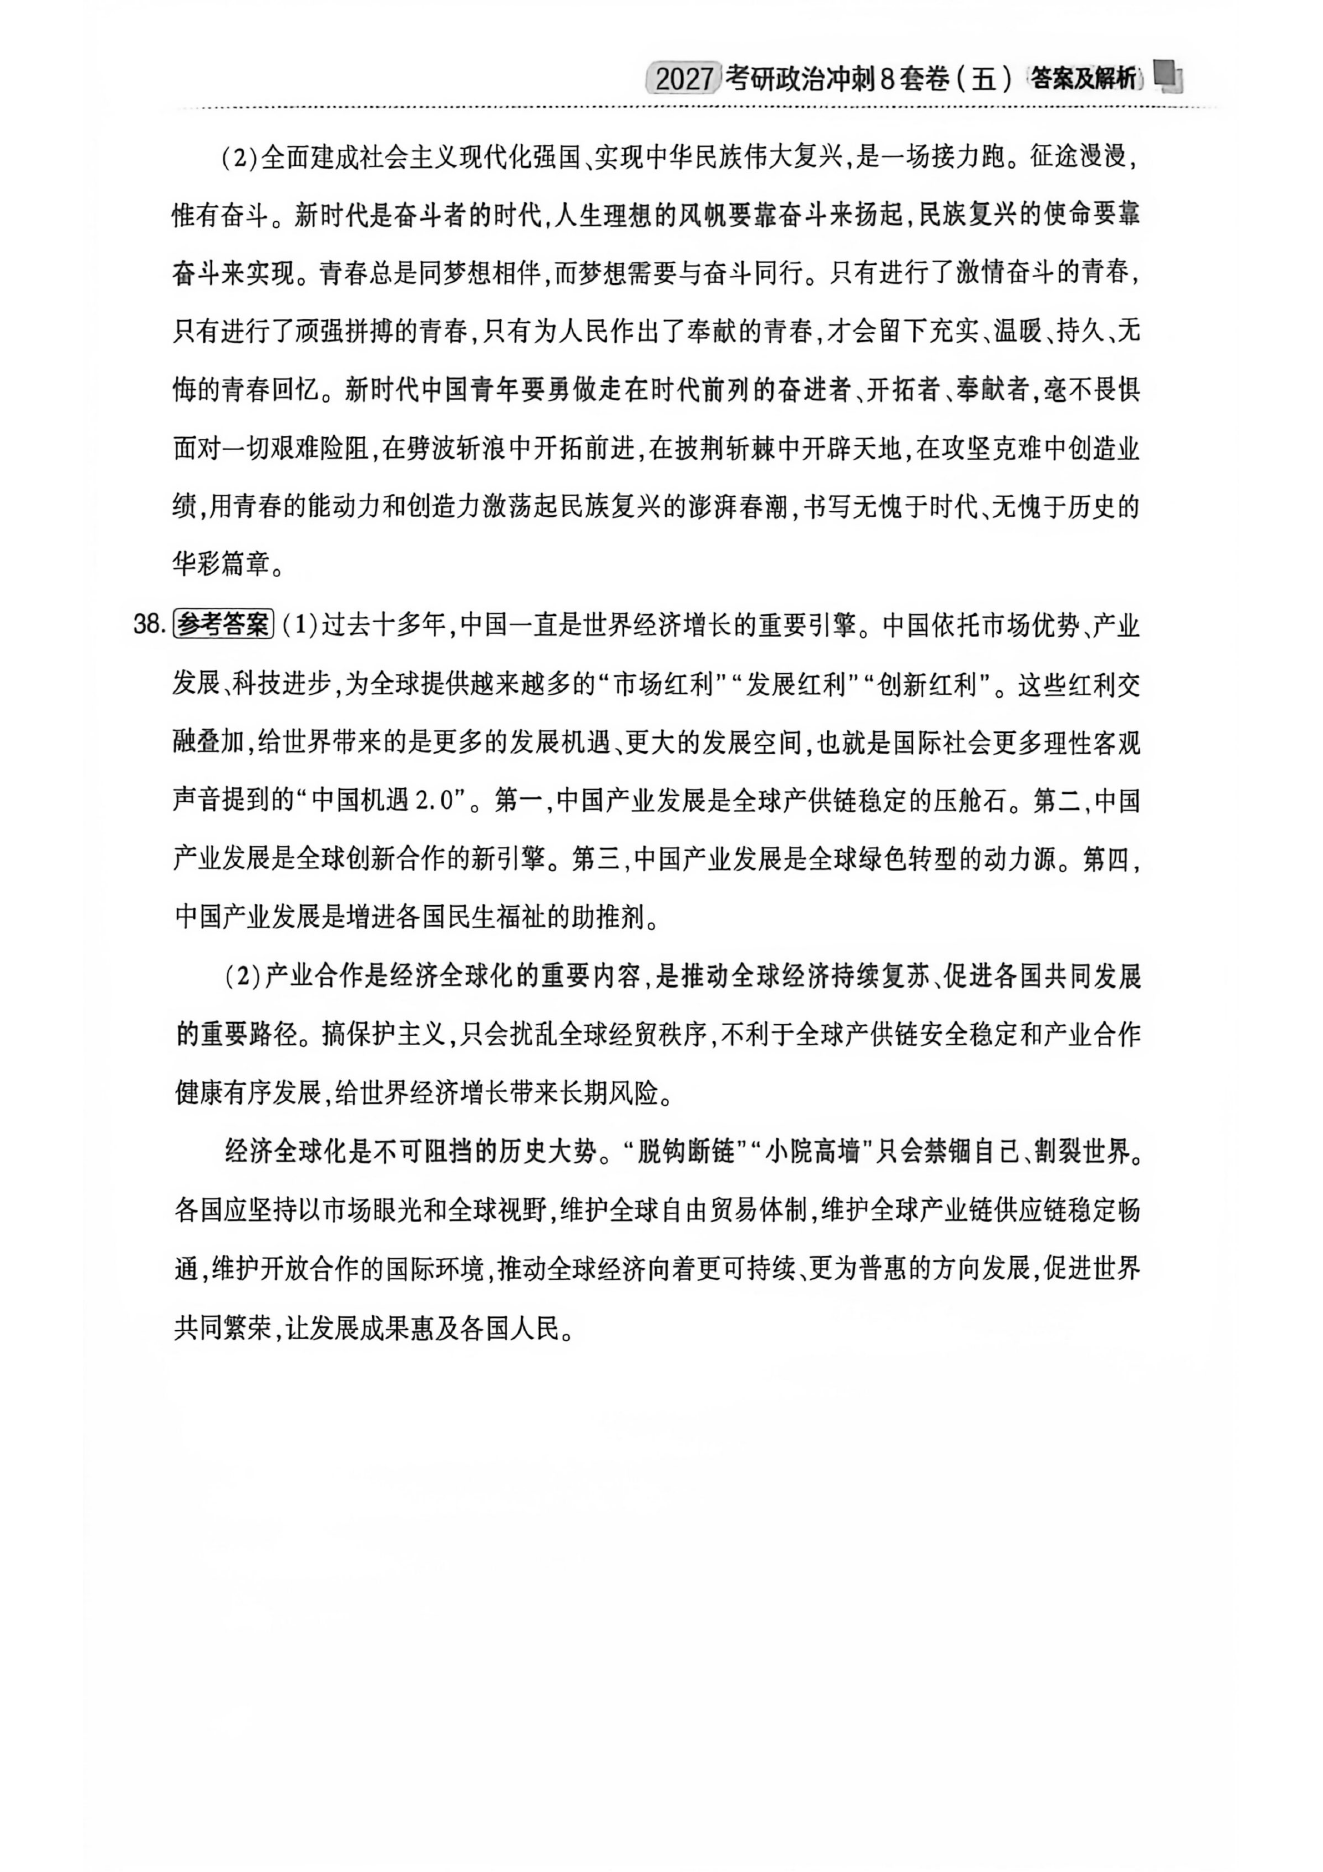 2027 考研政治冲刺8套卷(五) 答案及解析
(2)全面建成社会主义现代化强国、实现中华民族伟大复兴,是一场接力跑。征途漫漫,
惟有奋斗。新时代是奋斗者的时代,人生理想的风帆要靠奋斗来扬起,民族复兴的使命要靠
奋斗来实现。青春总是同梦想相伴,而梦想需要与奋斗同行。只有进行了激情奋斗的青春,
只有进行了顽强拼搏的青春,只有为人民作出了奉献的青春,才会留下充实、温暖、持久、无
悔的青春回忆。新时代中国青年要勇做走在时代前列的奋进者、开拓者、奉献者,毫不畏惧
面对一切艰难险阻,在劈波斩浪中开拓前进,在披荆斩棘中开辟天地,在攻坚克难中创造业
绩,用青春的能动力和创造力激荡起民族复兴的澎湃春潮,书写无愧于时代、无愧于历史的
华彩篇章。
38. 参考答案 (1)过去十多年,中国一直是世界经济增长的重要引擎。中国依托市场优势、产业
发展、科技进步,为全球提供越来越多的“市场红利”“发展红利”“创新红利”。这些红利交
融叠加,给世界带来的是更多的发展机遇、更大的发展空间,也就是国际社会更多理性客观
声音提到的“中国机遇 2.0”。第一,中国产业发展是全球产供链稳定的压舱石。第二,中国
产业发展是全球创新合作的新引擎。第三,中国产业发展是全球绿色转型的动力源。第四,
中国产业发展是增进各国民生福祉的助推剂。
(2)产业合作是经济全球化的重要内容,是推动全球经济持续复苏、促进各国共同发展
的重要路径。搞保护主义,只会扰乱全球经贸秩序,不利于全球产供链安全稳定和产业合作
健康有序发展,给世界经济增长带来长期风险。
经济全球化是不可阻挡的历史大势。“脱钩断链”“小院高墙”只会禁锢自己、割裂世界。
各国应坚持以市场眼光和全球视野,维护全球自由贸易体制,维护全球产业链供应链稳定畅
通,维护开放合作的国际环境,推动全球经济向着更可持续、更为普惠的方向发展,促进世界
共同繁荣,让发展成果惠及各国人民。